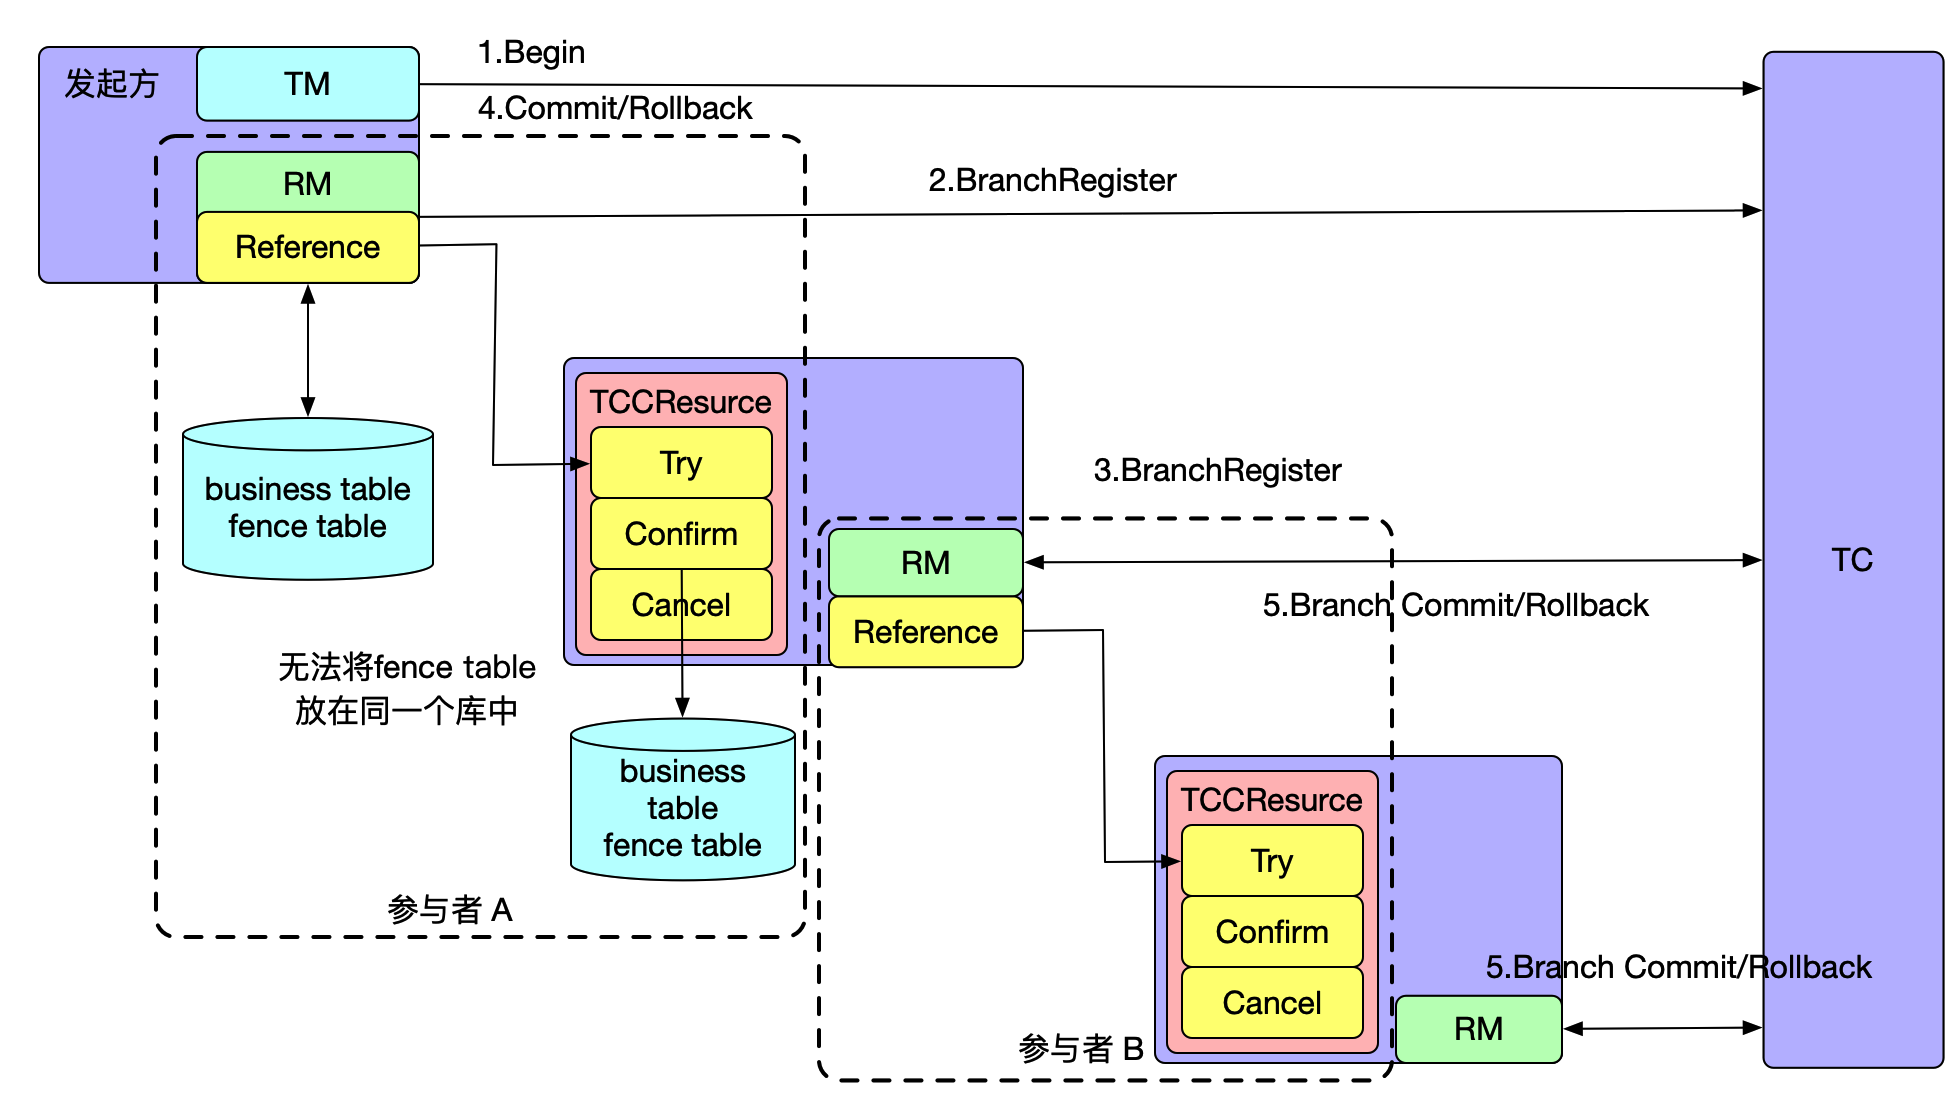 1.Begin
发起方
TM
4.Commit/Rollback
RM
2.BranchRegister
Reference
TCCResurce
Try
3.BranchRegister
business table
fence table
Confirm
RM
TC
Cancel
5.Branch Commit/Rollback
Reference
无法将fence table
放在同一个库中
business
table
fence table
TCCResurce
Try
参与者 A
Confirm
5.Branch Commit/Rollback
Cancel
RM
参与者 B